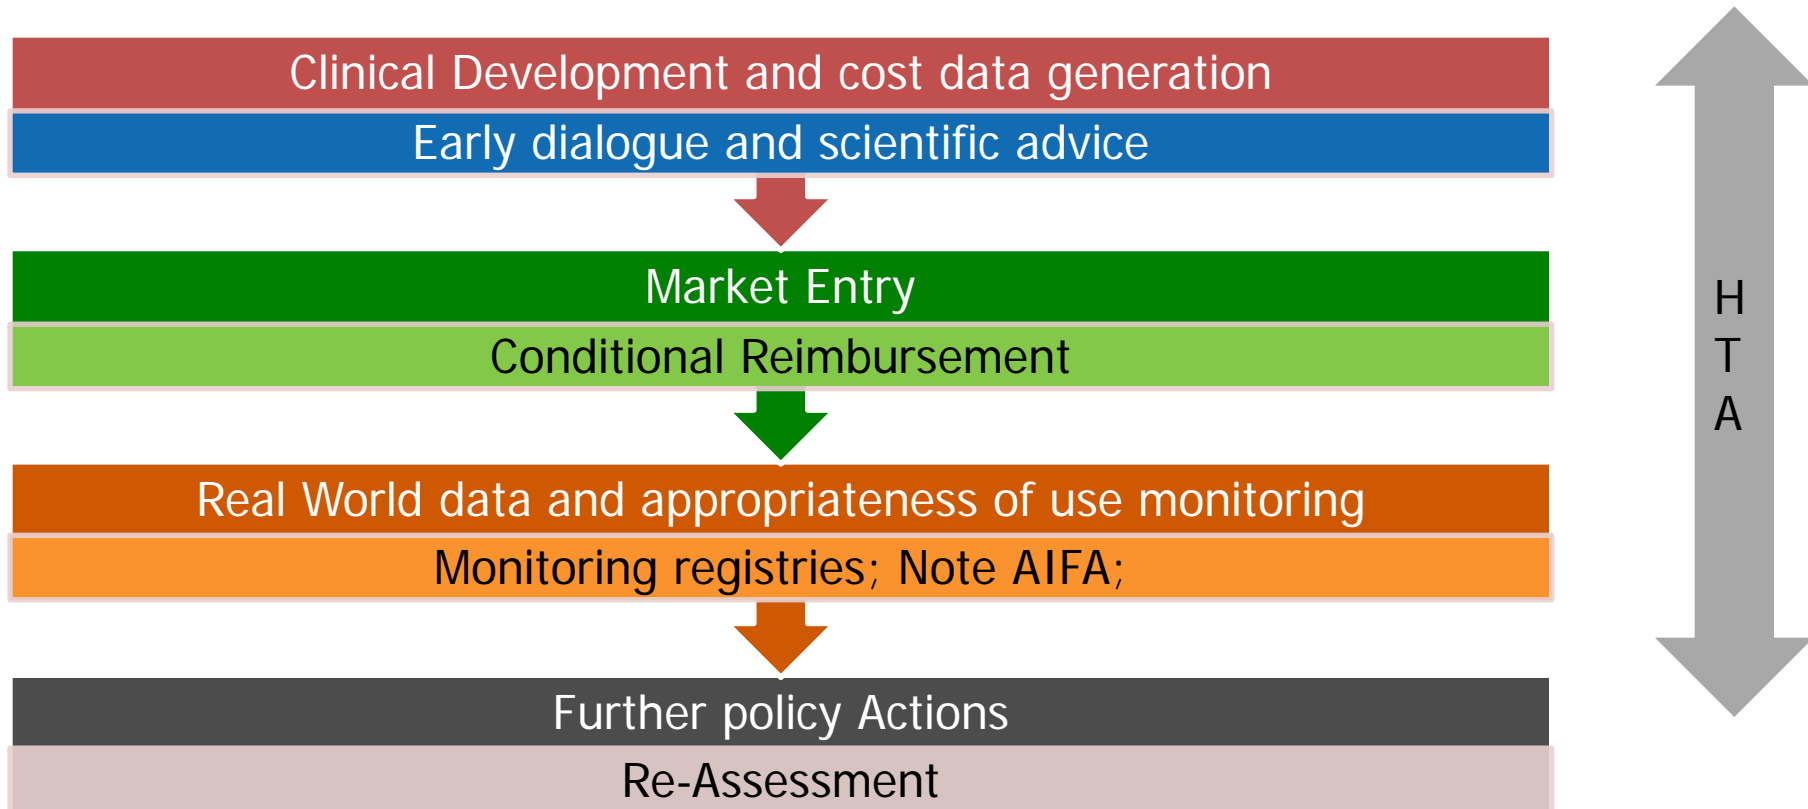 Clinical Development and cost data generation
Early dialogue and scientific advice
Market Entry
Conditional Reimbursement
Real World data and appropriateness of use monitoring
Monitoring registries; Note AIFA;
Further policy Actions
Re-Assessment
H
T
A